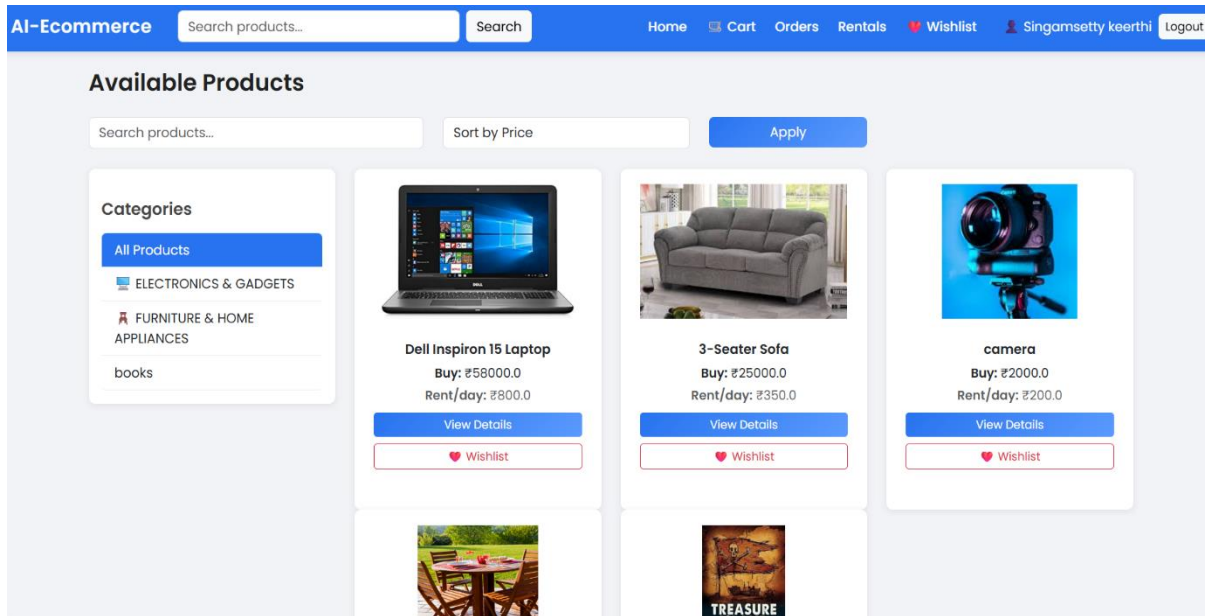 AI-Ecommerce
Search products...
Search
Home
Cart
Orders
Rentals
Wishlist
Singamsetty keerthi
Logout
Available Products
Search products...
Sort by Price
Apply
Categories
All Products
ELECTRONICS & GADGETS
FURNITURE & HOME
APPLIANCES
books
Dell Inspiron 15 Laptop
Buy: ₹58000.0
Rent/day: ₹800.0
View Details
Wishlist
3-Seater Sofa
Buy: ₹25000.0
Rent/day: ₹350.0
View Details
Wishlist
camera
Buy: ₹2000.0
Rent/day: ₹200.0
View Details
Wishlist
TREASURE